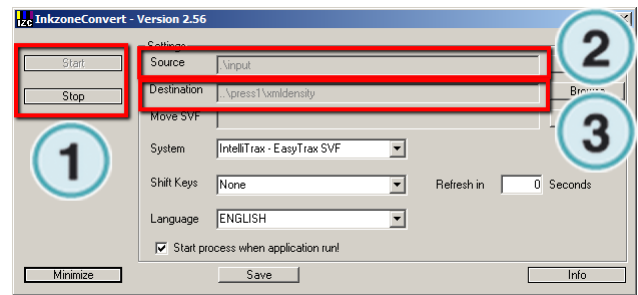 izc InkzoneConvert - Version 2.56
Settings
Start
Source .\input
2
Stop
Destination ..\press1\xmldensity
Move SVF
1
3
System IntelliTrax - EasyTrax SVF
Shift Keys None Refresh in 0 Seconds
Language ENGLISH
Start process when application run!
Minimize Save Info